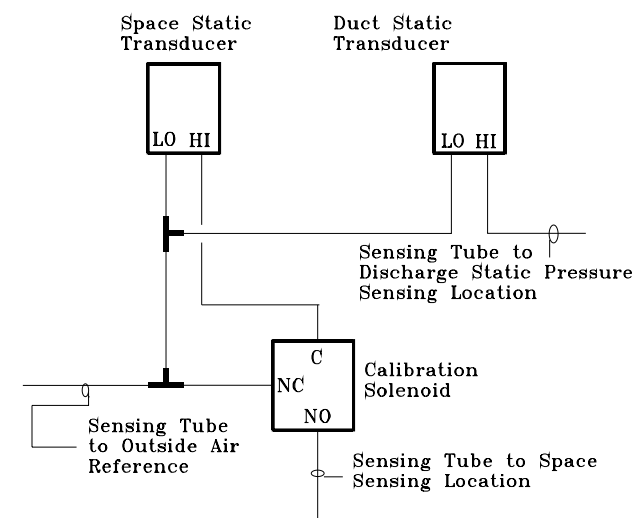 Space Static
Transducer
Duct Static
Transducer
LO HI
LO HI
Sensing Tube to
Discharge Static Pressure
Sensing Location
C
NC
NO
Calibration
Solenoid
Sensing Tube
to Outside Air
Reference
Sensing Tube to Space
Sensing Location